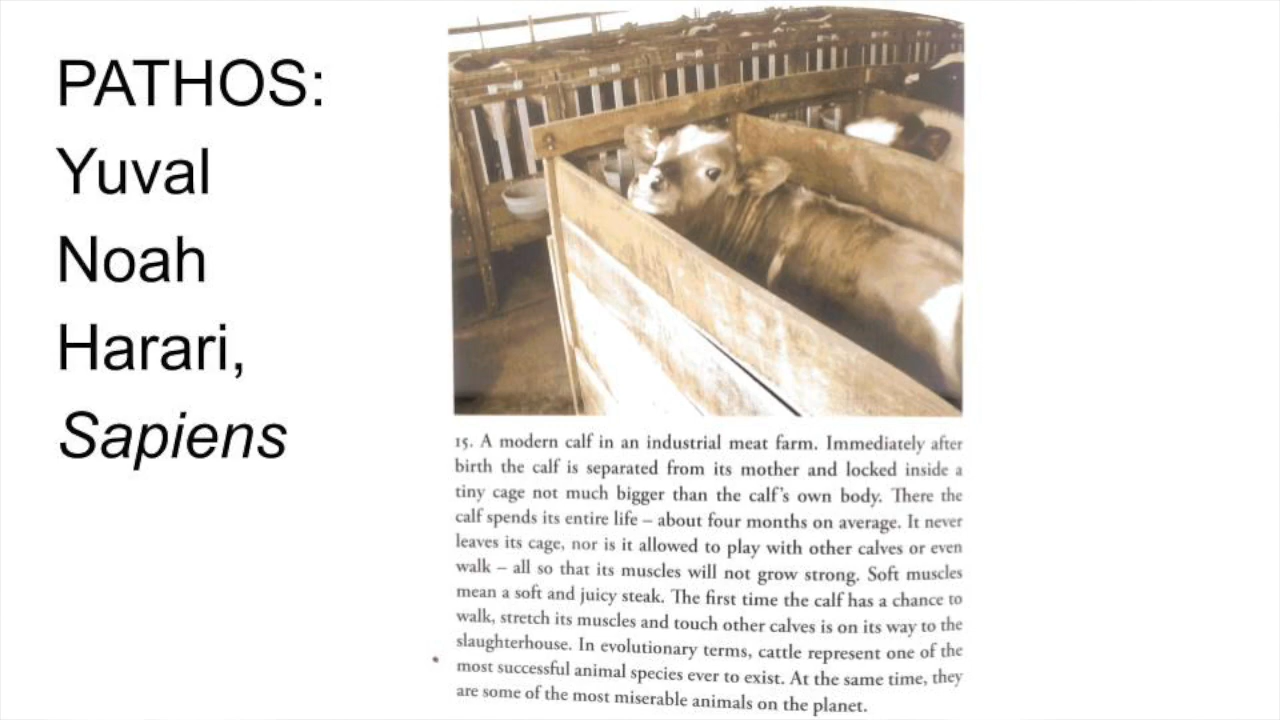 PATHOS:
Yuval
Noah
Harari,
Sapiens
15. A modern calf in an industrial meat farm. Immediately after
birth the calf is separated from its mother and locked inside a
tiny cage not much bigger than the calf's own body. There the
calf spends its entire life – about four months on average. It never
leaves its cage, nor is it allowed to play with other calves or even
walk – all so that its muscles will not grow strong. Soft muscles
mean a soft and juicy steak. The first time the calf has a chance to
walk, stretch its muscles and touch other calves is on its way to the
slaughterhouse. In evolutionary terms, cattle represent one of the
most successful animal species ever to exist. At the same time, they
are some of the most miserable animals on the planet.